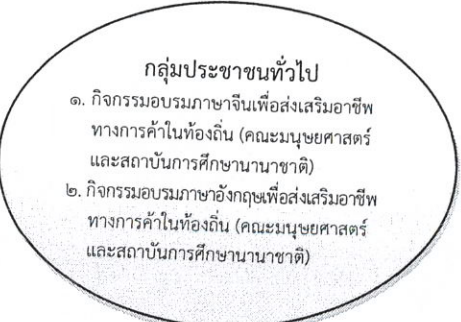 กลุ่มประชาชนทั่วไป
๑. กิจกรรมอบรมภาษาจีนเพื่อส่งเสริมอาชีพ
ทางการค้าในท้องถิ่น (คณะมนุษยศาสตร์
และสถาบันการศึกษานานาชาติ)
๒. กิจกรรมอบรมภาษาอังกฤษเพื่อส่งเสริมอาชีพ
ทางการค้าในท้องถิ่น (คณะมนุษยศาสตร์
และสถาบันการศึกษานานาชาติ)